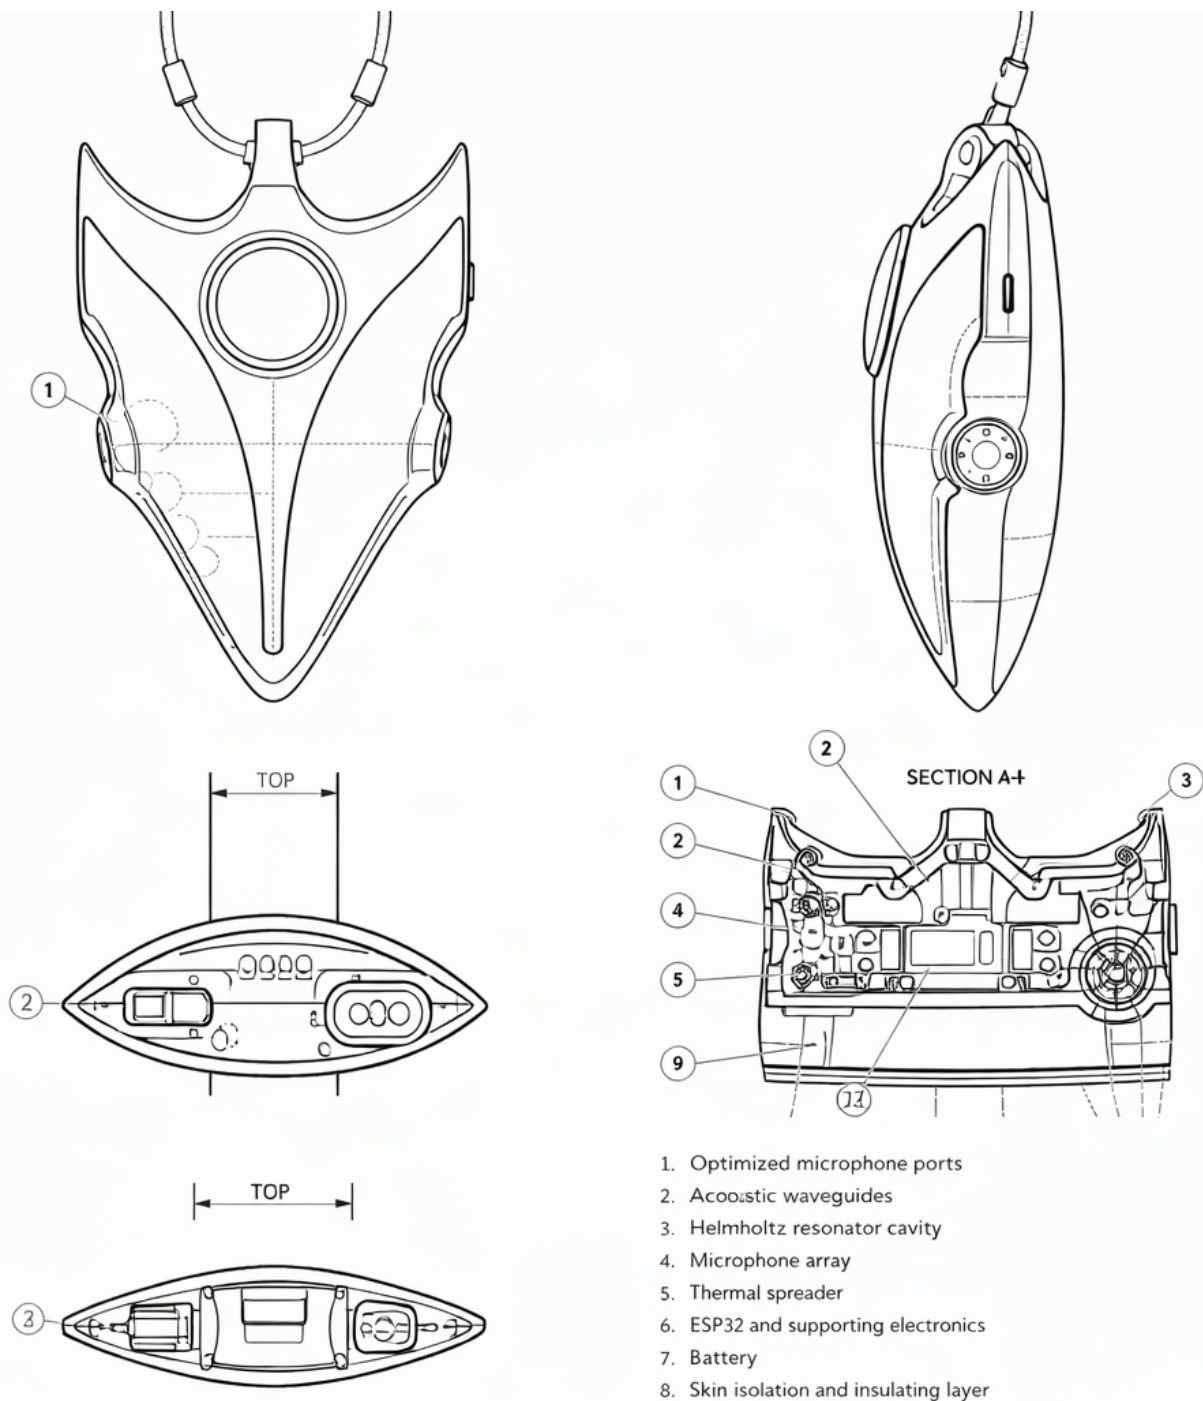 1
TOP
2
TOP
2
SECTION A
1
3
2
4
5
9
1. Optimized microphone ports
2. Acoostic waveguides
3. Helmholtz resonator cavity
4. Microphone array
5. Thermal spreader
6. ESP32 and supporting electronics
7. Battery
8. Skin isolation and insulating layer